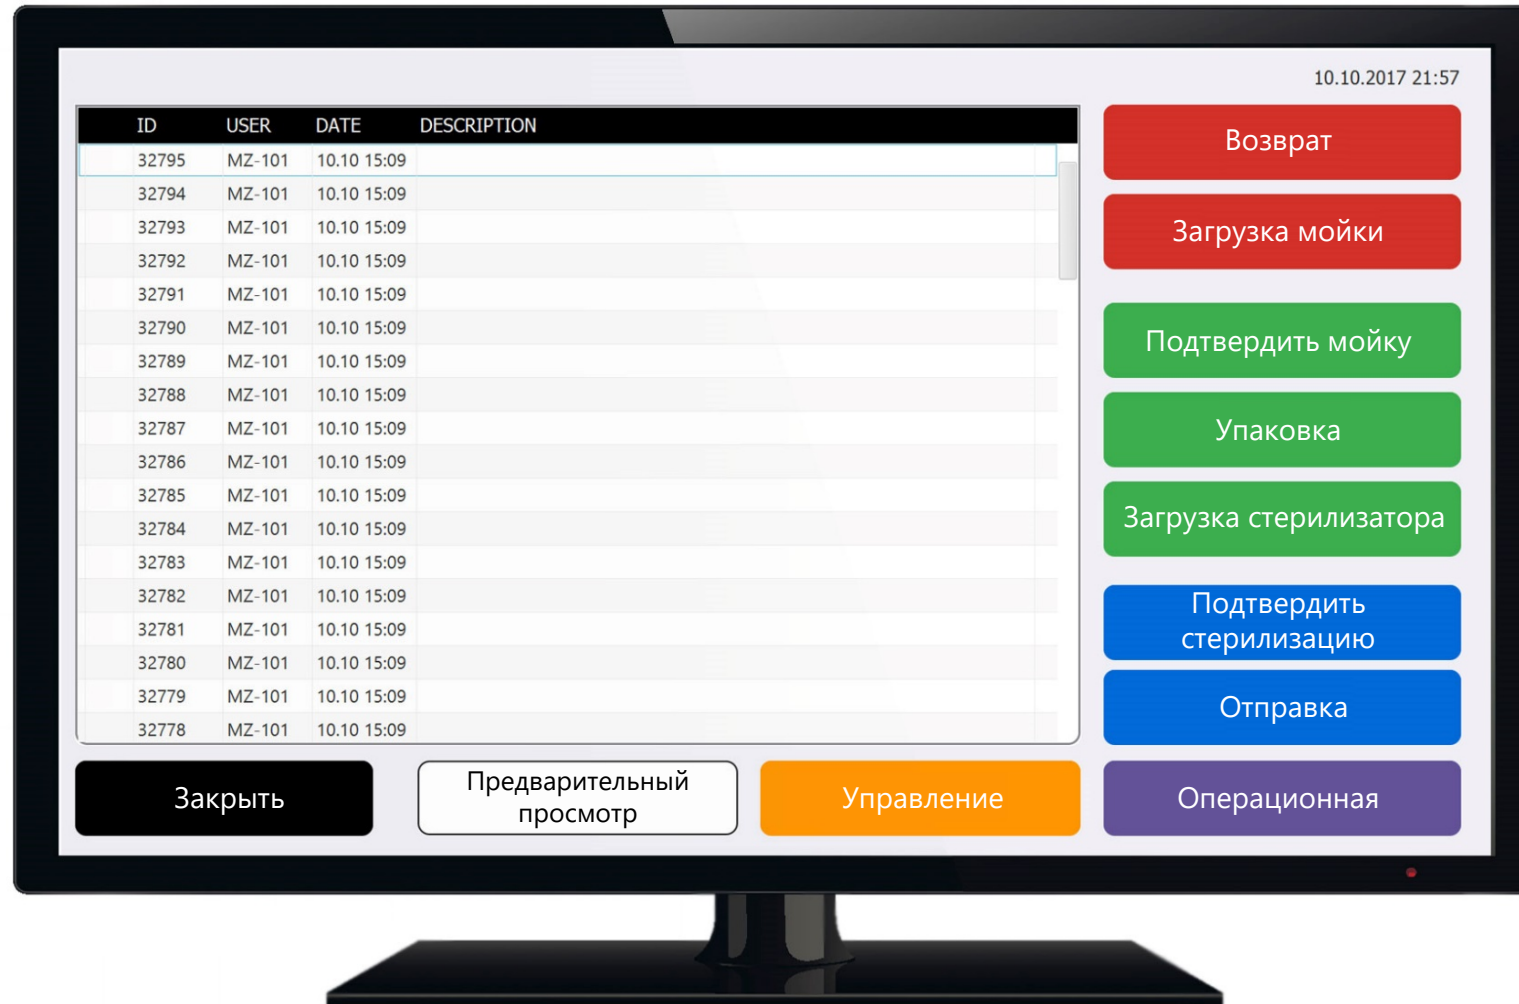 10.10.2017 21:57
ID USER DATE DESCRIPTION
32795 MZ-101 10.10 15:09
32794 MZ-101 10.10 15:09
32793 MZ-101 10.10 15:09
32792 MZ-101 10.10 15:09
32791 MZ-101 10.10 15:09
32790 MZ-101 10.10 15:09
32789 MZ-101 10.10 15:09
32788 MZ-101 10.10 15:09
32787 MZ-101 10.10 15:09
32786 MZ-101 10.10 15:09
32785 MZ-101 10.10 15:09
32784 MZ-101 10.10 15:09
32783 MZ-101 10.10 15:09
32782 MZ-101 10.10 15:09
32781 MZ-101 10.10 15:09
32780 MZ-101 10.10 15:09
32779 MZ-101 10.10 15:09
32778 MZ-101 10.10 15:09
Возврат
Загрузка мойки
Подтвердить мойку
Упаковка
Загрузка стерилизатора
Подтвердить
стерилизацию
Отправка
Закрыть
Предварительный
просмотр
Управление
Операционная